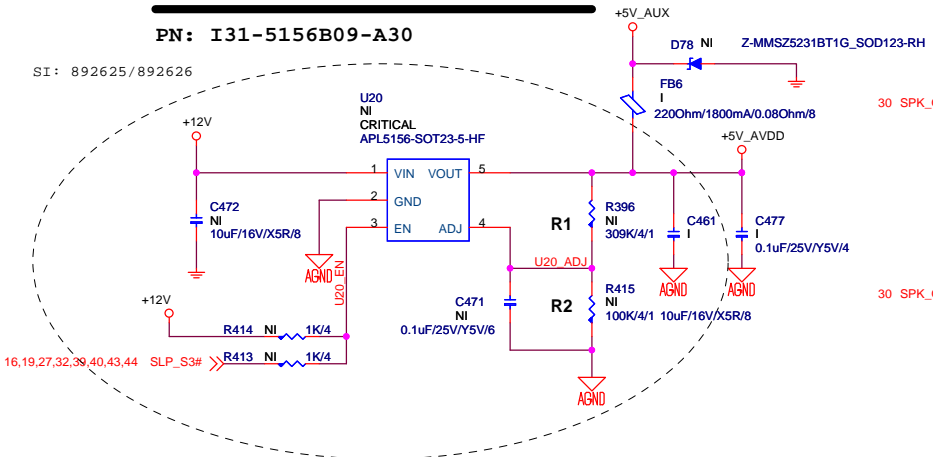 +5V_AUX
PN: I31-5156B09-A30
D78 NI Z-MMSZ5231BT1G_SOD123-RH
SI: 892625/892626
FB6
I
220Ohm/1800mA/0.08Ohm/8
30 SPK_
U20
NI
CRITICAL
APL5156-SOT23-5-HF
+12V
+5V_AVDD
1 VIN VOUT 5
2 GND
3 EN ADJ 4
C472
NI
10uF/16V/X5R/8
R1
R396
NI
309K/4/1
C461
I
C477
I
0.1uF/25V/Y5V/4
AGND
U20_EN
U20_ADJ
AGND
AGND
+12V
C471
NI
0.1uF/25V/Y5V/6
R2
R415
NI
100K/4/1
10uF/16V/X5R/8
30 SPK_
R414 NI 1K/4
16,19,27,32,39,40,43,44 SLP_S3# R413 NI 1K/4
AGND